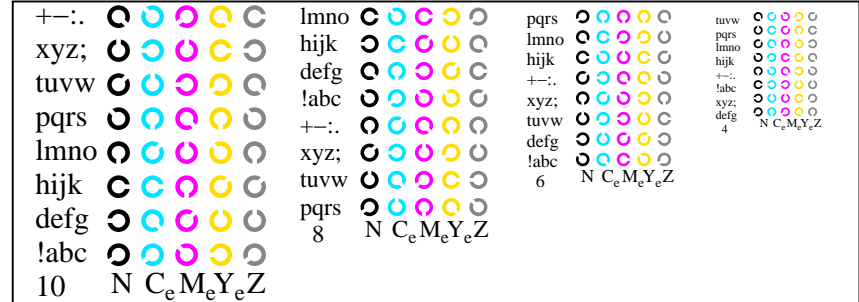 +−:.
xyz;
tuvw
pqrs
lmno
hijk
defg
!abc
10 N CeMeYeZ
lmno
hijk
defg
!abc
+−:.
xyz;
tuvw
pqrs
8 N CeMeYeZ
pqrs
lmno
hijk
+−:.
xyz;
tuvw
defg
!abc
6 N CeMeYeZ
tuvw
pqrs
lmno
hijk
+−:.
!abc
xyz;
defg
N CeMeYeZ
4